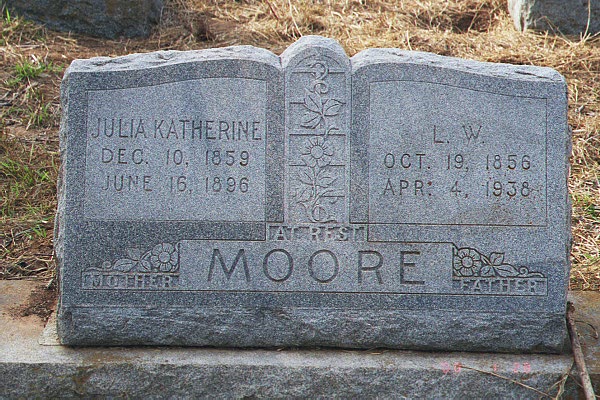 JULIA KATHERINE
DEC. 10, 1859
JUNE 16, 1896
L. W.
OCT. 19, 1856
APR. 4, 1938
AT REST
MOORE
MOTHER
FATHER